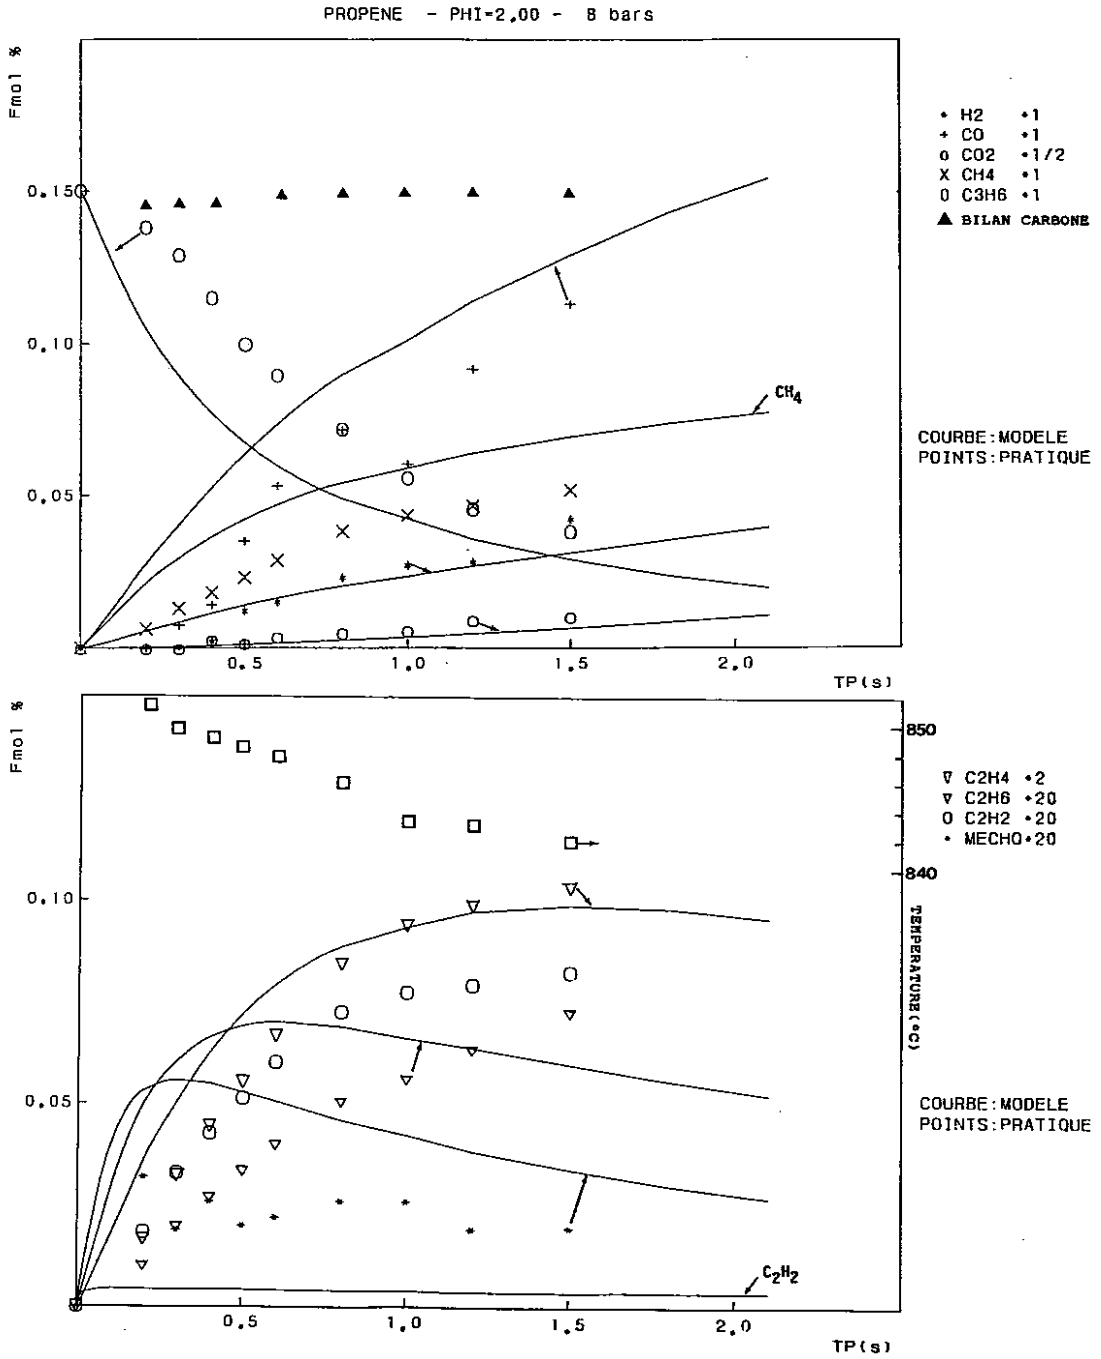 PROPENE - PHI=2,00 - 8 bars
Fmol %
0.15
0.10
0.05
0.5
1.0
1.5
2.0
TP(s)
CH4
* H2 *1
+ CO *1
o CO2 *1/2
X CH4 *1
O C3H6 *1
▲ BILAN CARBONE
COURBE:MODELE
POINTS:PRATIQUE
Fmol %
0.10
0.05
0.5
1.0
1.5
2.0
TP(s)
850
840
TEMPERATURE(°C)
C2H2
∇ C2H4 *2
▿ C2H6 *20
O C2H2 *20
* MECHO*20
COURBE:MODELE
POINTS:PRATIQUE